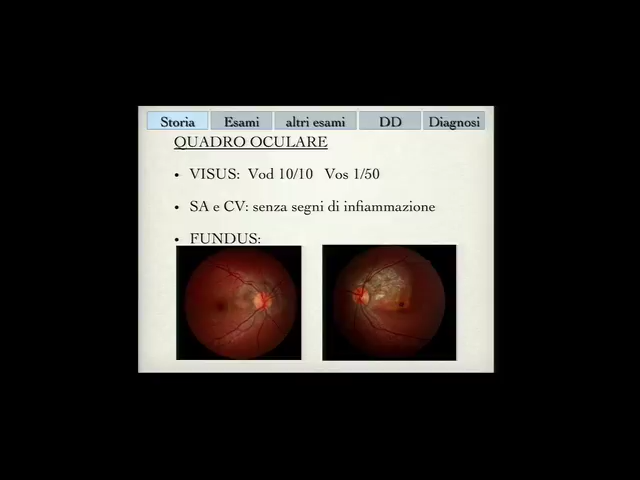 Storia Esami altri esami DD Diagnosi
QUADRO OCULARE
• VISUS: Vod 10/10 Vos 1/50
• SA e CV: senza segni di infiammazione
• FUNDUS: